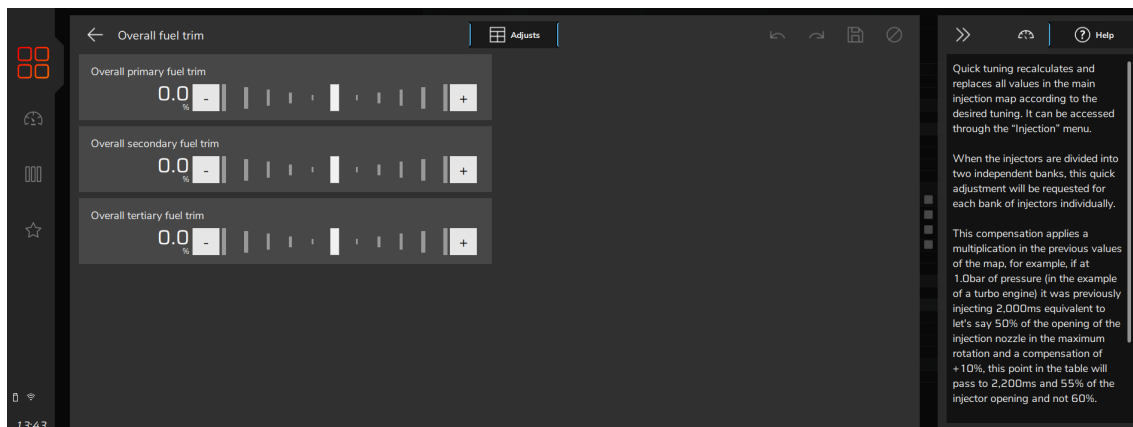 Overall fuel trim
Adjusts
Help
Overall primary fuel trim
0.0
%
-
+
Overall secondary fuel trim
0.0
%
-
+
Overall tertiary fuel trim
0.0
%
-
+
Quick tuning recalculates and
replaces all values in the main
injection map according to the
desired tuning. It can be accessed
through the “Injection” menu.
When the injectors are divided into
two independent banks, this quick
adjustment will be requested for
each bank of injectors individually.
This compensation applies a
multiplication in the previous values
of the map, for example, if at
1.0bar of pressure (in the example
of a turbo engine) it was previously
injecting 2,000ms equivalent to
let's say 50% of the opening of the
injection nozzle in the maximum
rotation and a compensation of
+10%, this point in the table will
pass to 2,200ms and 55% of the
injector opening and not 60%.
13:43